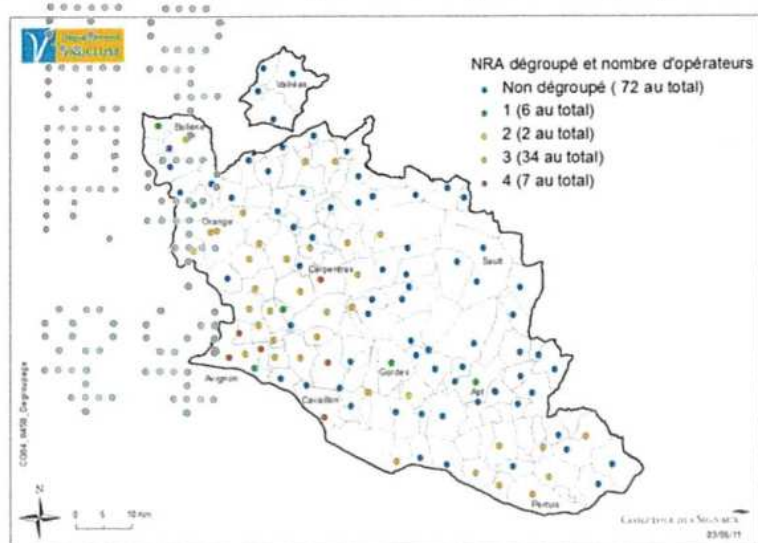 Département
VAUCLUSE
NRA dégroupé et nombre d'opérateurs
Non dégroupé ( 72 au total)
1 (6 au total)
2 (2 au total)
3 (34 au total)
4 (7 au total)
Valréas
Bollène
Orange
Carpentras
Sault
Avignon
Gordes
Apt
Cavaillon
Pertuis
N
0 5 10 Km
03/06/11